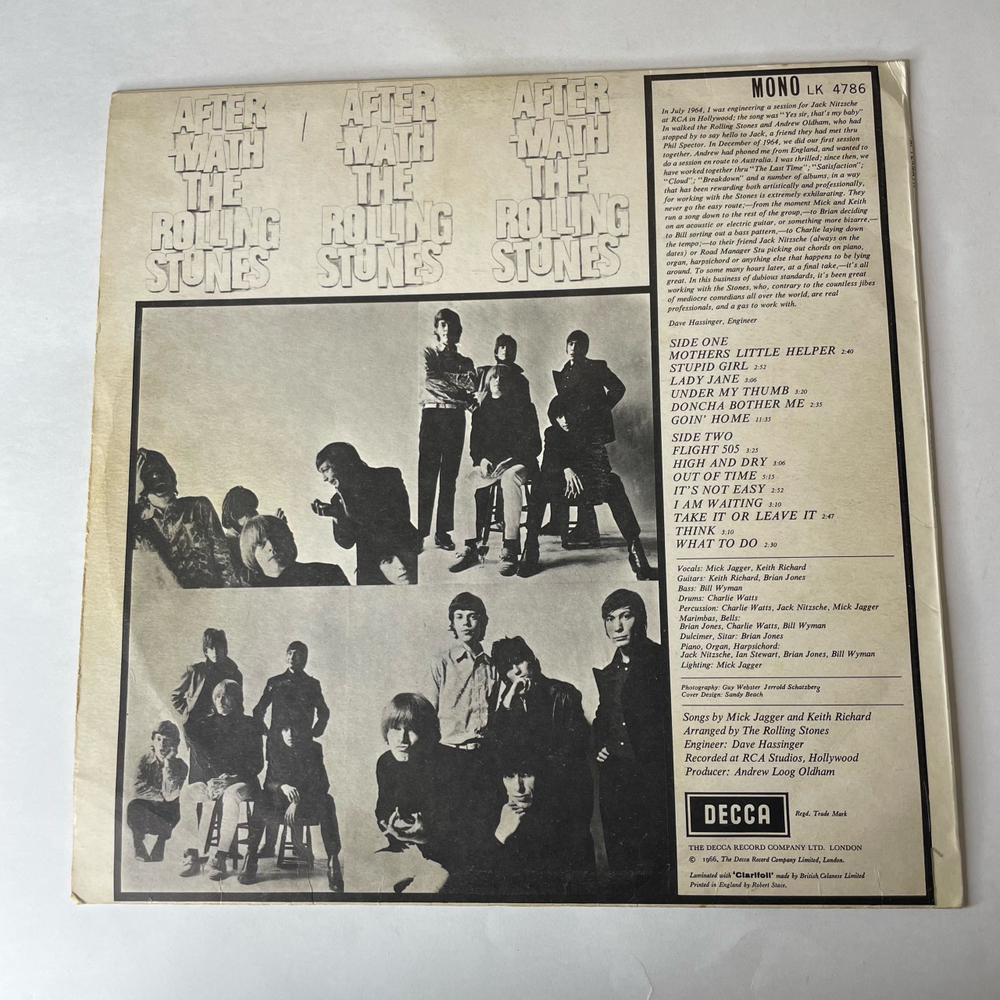 AFTER
-MATH
THE
ROLLING
STONES
AFTER
-MATH
THE
ROLLING
STONES
AFTER
-MATH
THE
ROLLING
STONES
MONO LK 4786
In July 1964, I was engineering a session for Jack Nitzsche
at RCA in Hollywood; the song was "Yes sir, that's my baby"
In walked the Rolling Stones and Andrew Oldham, who had
stopped by to say hello to Jack, a friend they had met thru
Phil Spector. In December of 1964, we did our first session
together, Andrew had phoned me from England, and wanted to
do a session en route to Australia. I was thrilled; since then, we
have worked together thru "The Last Time"; "Satisfaction";
"Cloud"; "Breakdown" and a number of albums, in a way
that has been rewarding both artistically and professionally,
for working with the Stones is extremely exhilarating. They
never go the easy route;—from the moment Mick and Keith
run a song down to the rest of the group,—to Brian deciding
on an acoustic or electric guitar, or something more bizarre,—
to Bill sorting out a bass pattern,—to Charlie laying down
the tempo;—to their friend Jack Nitzsche (always on the
dates) or Road Manager Stu picking out chords on piano,
organ, harpsichord or anything else that happens to be lying
around. To some many hours later, at a final take,—it's all
great. In this business of dubious standards, it's been great
working with the Stones, who, contrary to the countless jibes
of mediocre comedians all over the world, are real
professionals, and a gas to work with.
Dave Hassinger, Engineer
SIDE ONE
MOTHERS LITTLE HELPER 2:40
STUPID GIRL 2:52
LADY JANE 3:06
UNDER MY THUMB 3:20
DONCHA BOTHER ME 2:35
GOIN' HOME 11:35
SIDE TWO
FLIGHT 505 3:25
HIGH AND DRY 3:06
OUT OF TIME 5:15
IT'S NOT EASY 2:52
I AM WAITING 3:10
TAKE IT OR LEAVE IT 2:47
THINK 3:10
WHAT TO DO 2:30
Vocals: Mick Jagger, Keith Richard
Guitars: Keith Richard, Brian Jones
Bass: Bill Wyman
Drums: Charlie Watts
Percussion: Charlie Watts, Jack Nitzsche, Mick Jagger
Marimbas, Bells:
Brian Jones, Charlie Watts, Bill Wyman
Dulcimer, Sitar: Brian Jones
Piano, Organ, Harpsichord:
Jack Nitzsche, Ian Stewart, Brian Jones, Bill Wyman
Lighting: Mick Jagger
Photography: Guy Webster Jerrold Schatzberg
Cover Design: Sandy Beach
Songs by Mick Jagger and Keith Richard
Arranged by The Rolling Stones
Engineer: Dave Hassinger
Recorded at RCA Studios, Hollywood
Producer: Andrew Loog Oldham
DECCA Regd. Trade Mark
THE DECCA RECORD COMPANY LTD. LONDON
© 1966, The Decca Record Company Limited, London.
Laminated with 'Clarifoil' made by British Celanese Limited
Printed in England by Robert Stace.